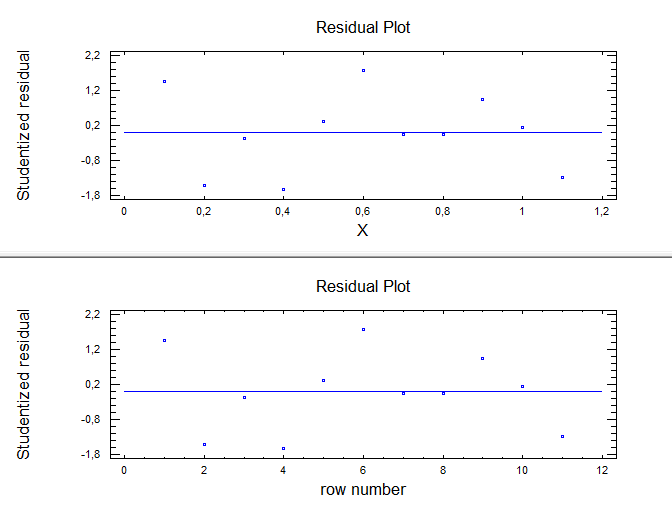 Residual Plot
Studentized residual
2,2
1,2
0,2
-0,8
-1,8
0 0,2 0,4 0,6 0,8 1 1,2
X
Residual Plot
Studentized residual
2,2
1,2
0,2
-0,8
-1,8
0 2 4 6 8 10 12
row number